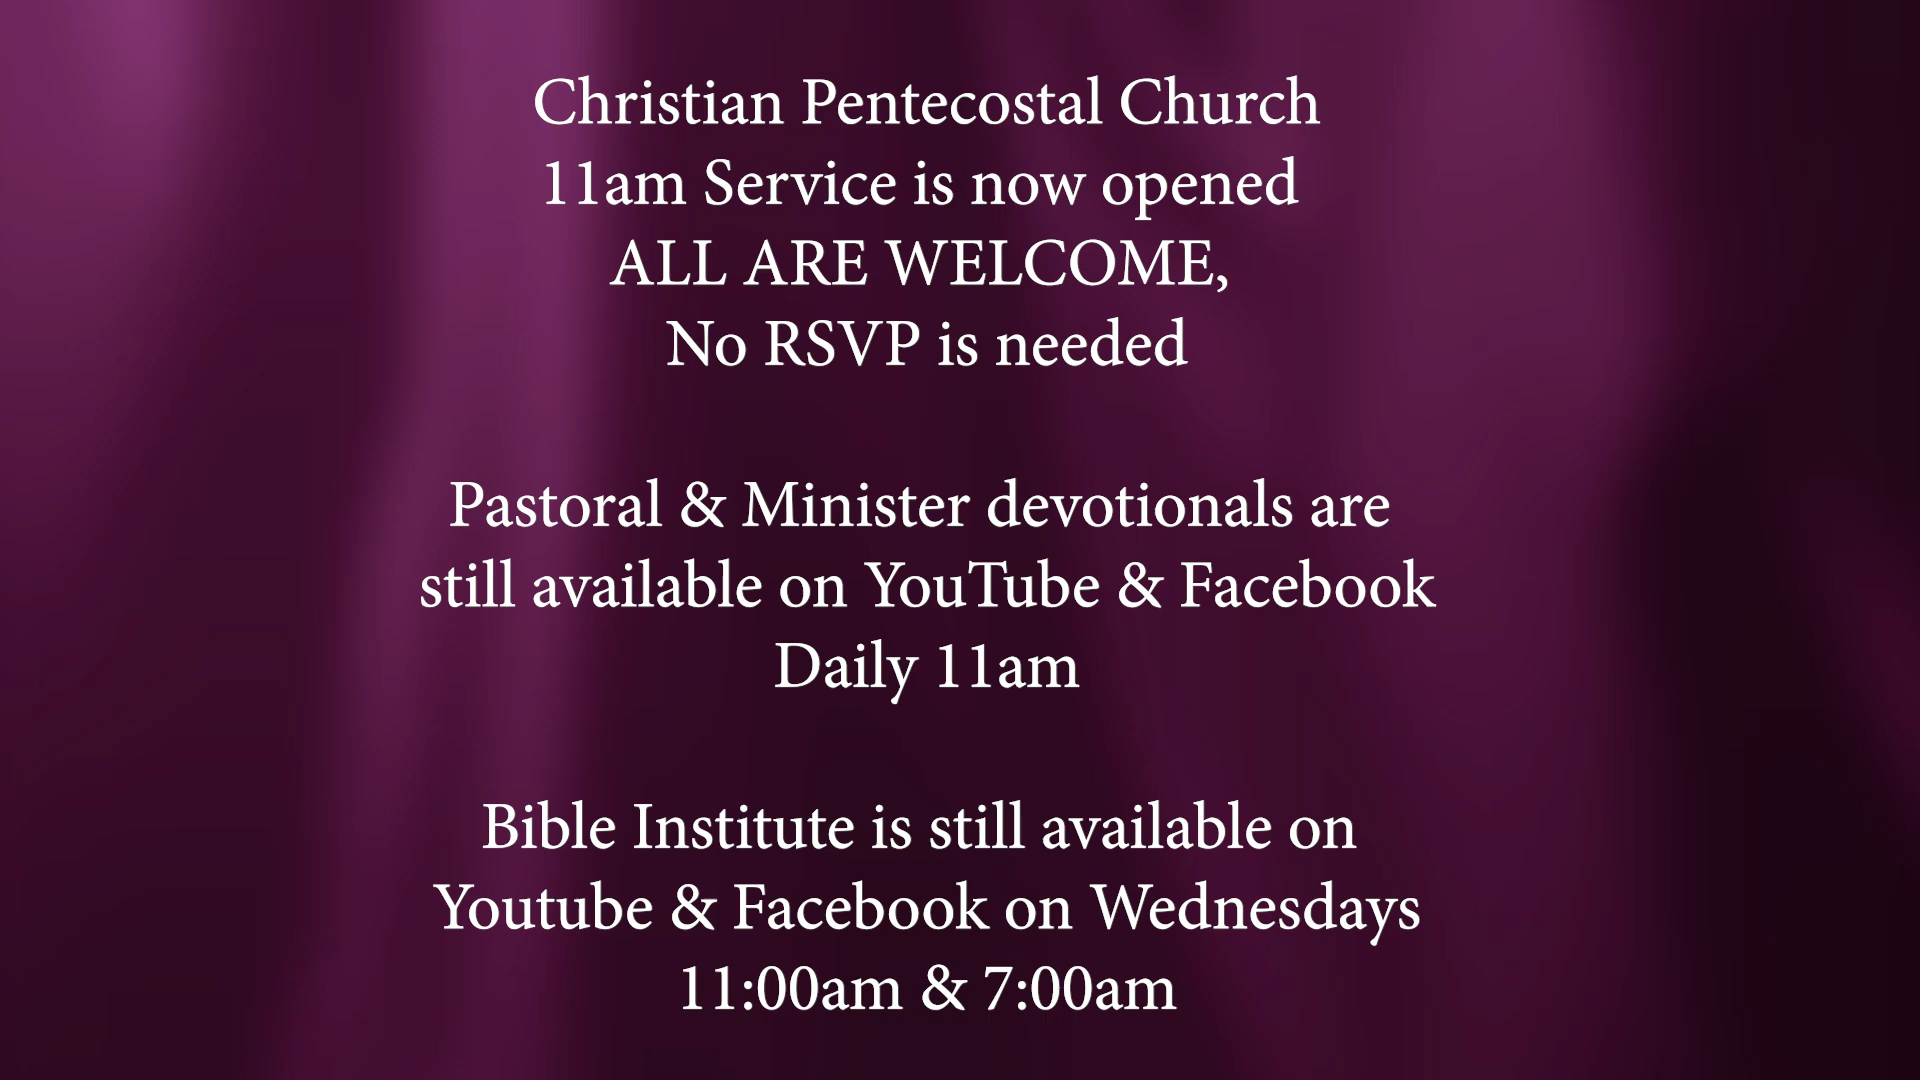 Christian Pentecostal Church
11am Service is now opened
ALL ARE WELCOME,
No RSVP is needed
Pastoral & Minister devotionals are
still available on YouTube & Facebook
Daily 11am
Bible Institute is still available on
Youtube & Facebook on Wednesdays
11:00am & 7:00am